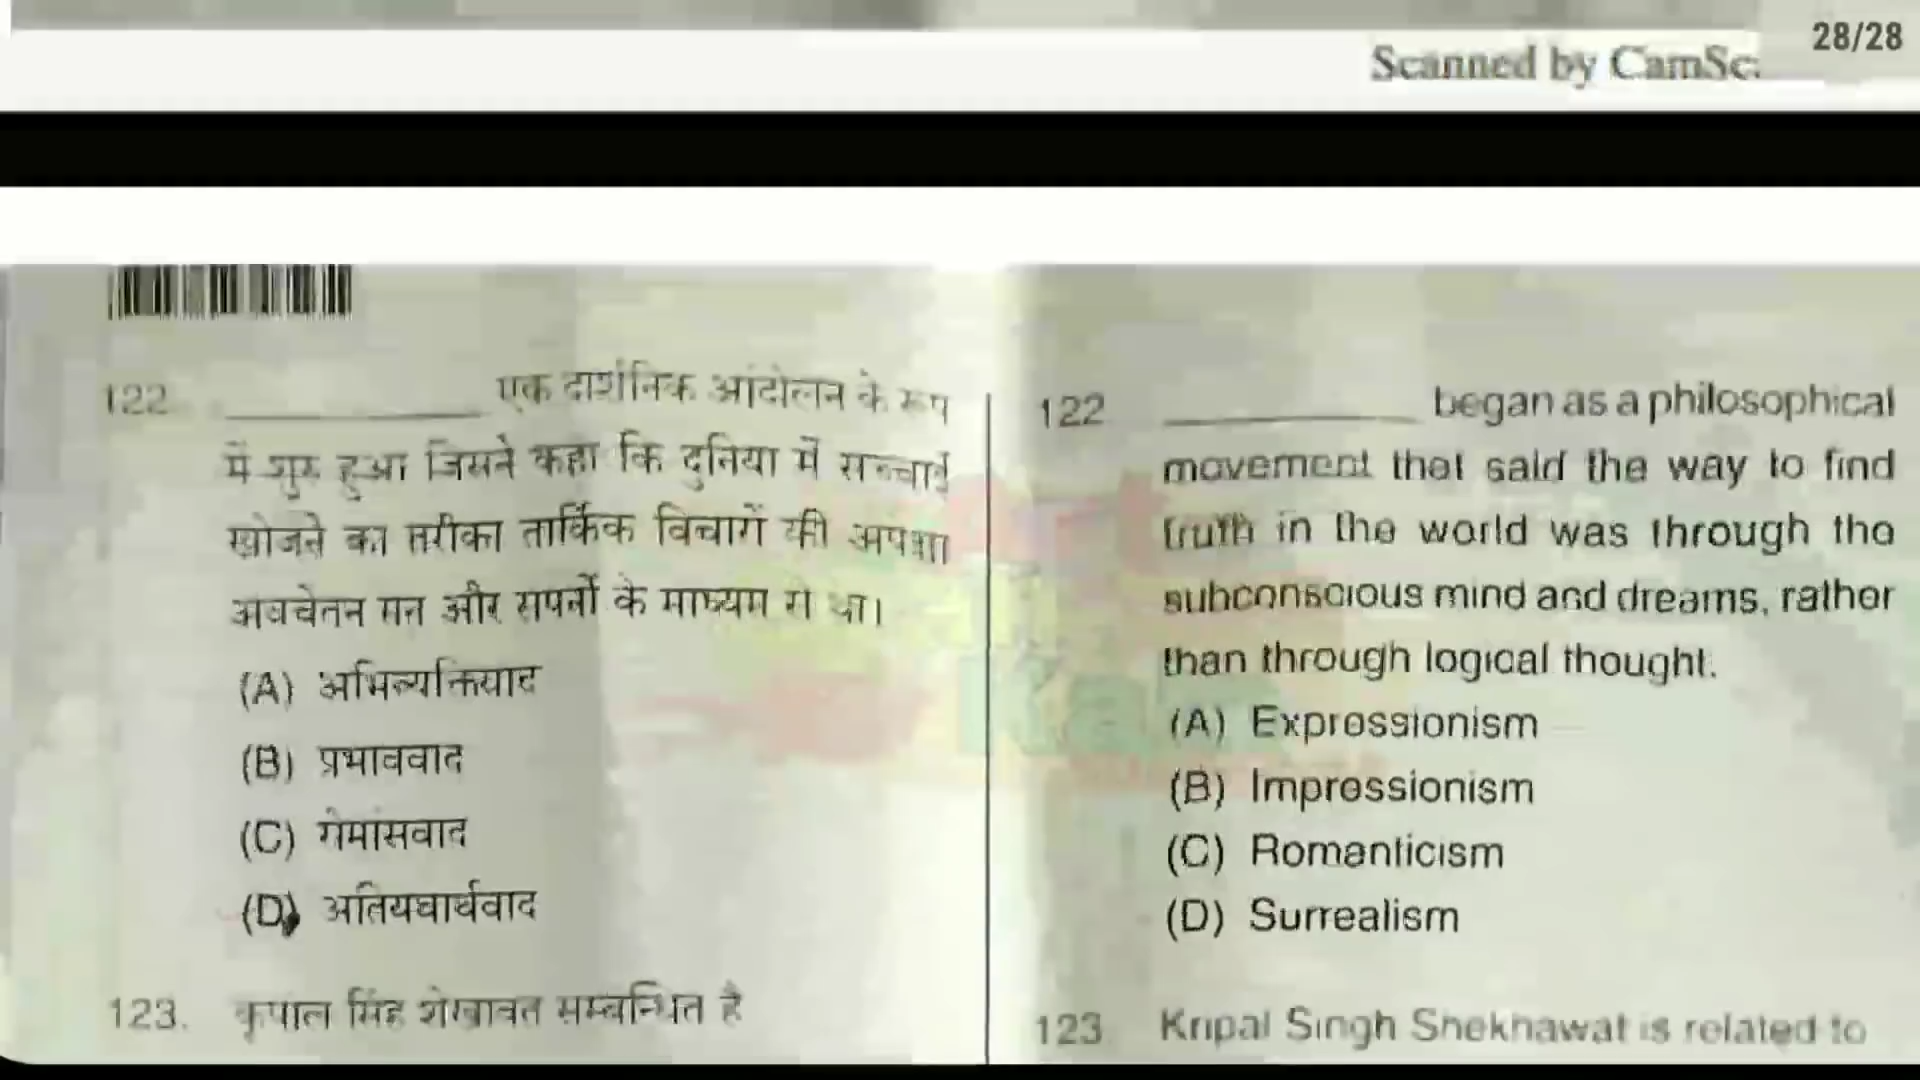 28/28
Scanned by CamSc
122 ________ एक दार्शनिक आंदोलन के रूप
में शुरू हुआ जिसने कहा कि दुनिया में सच्चाई
खोजने का तरीका तार्किक विचारों की अपेक्षा
अवचेतन मन और सपनों के माध्यम से था।
(A) अभिव्यक्तिवाद
(B) प्रभाववाद
(C) रोमांसवाद
(D) अतियथार्थवाद
123. कृपाल सिंह शेखावत सम्बन्धित है
122 ________ began as a philosophical
movement that said the way to find
truth in the world was through the
subconscious mind and dreams, rather
than through logical thought.
(A) Expressionism
(B) Impressionism
(C) Romanticism
(D) Surrealism
123 Kripal Singh Shekhawat is related to